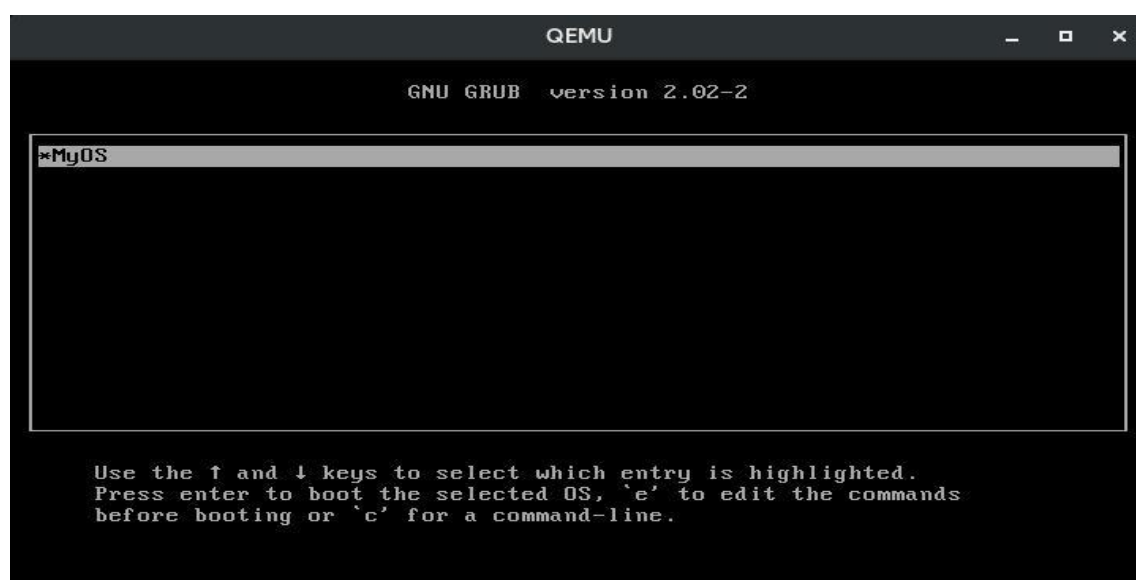 QEMU
GNU GRUB  version 2.02-2
*MyOS
Use the ↑ and ↓ keys to select which entry is highlighted.
Press enter to boot the selected OS, `e' to edit the commands
before booting or `c' for a command-line.